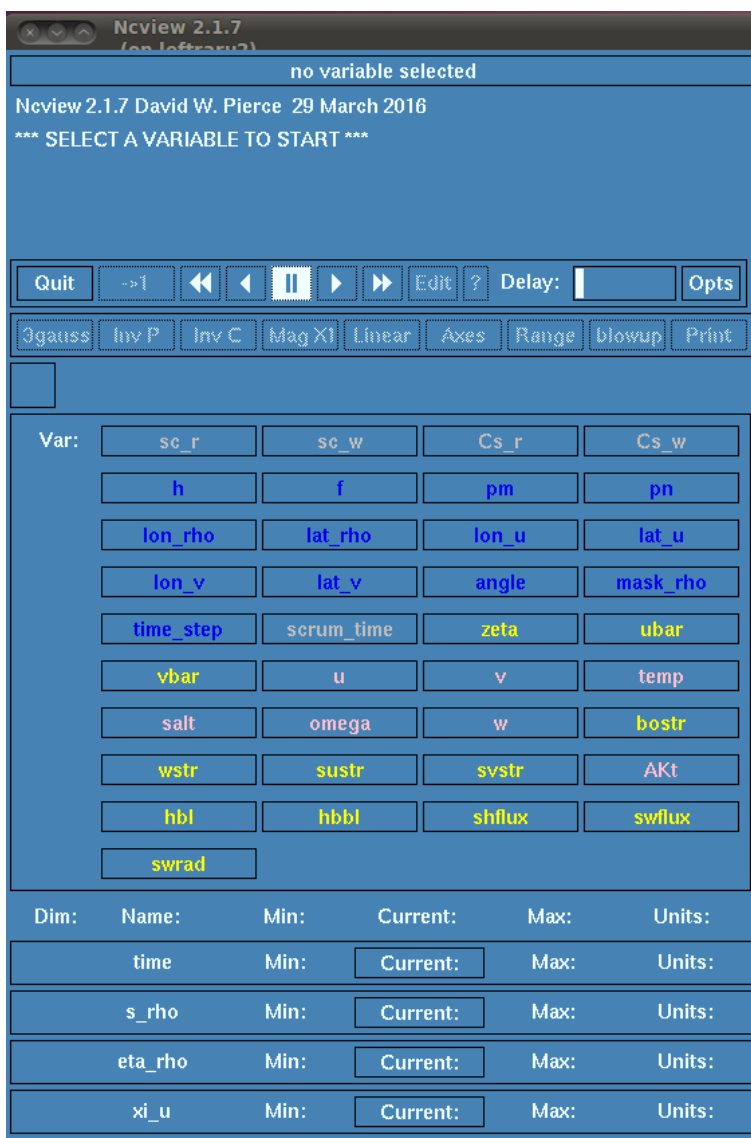 Ncview 2.1.7
(on leftraru2)
no variable selected
Ncview 2.1.7 David W. Pierce 29 March 2016
*** SELECT A VARIABLE TO START ***
Quit ->1 Edit ? Delay: Opts
3gauss Inv P Inv C Mag X1 Linear Axes Range blowup Print
Var: sc_r sc_w Cs_r Cs_w
h f pm pn
lon_rho lat_rho lon_u lat_u
lon_v lat_v angle mask_rho
time_step scrum_time zeta ubar
vbar u v temp
salt omega w bostr
wstr sustr svstr AKt
hbl hbbl shflux swflux
swrad
Dim: Name: Min: Current: Max: Units:
time Min: Current: Max: Units:
s_rho Min: Current: Max: Units:
eta_rho Min: Current: Max: Units:
xi_u Min: Current: Max: Units: